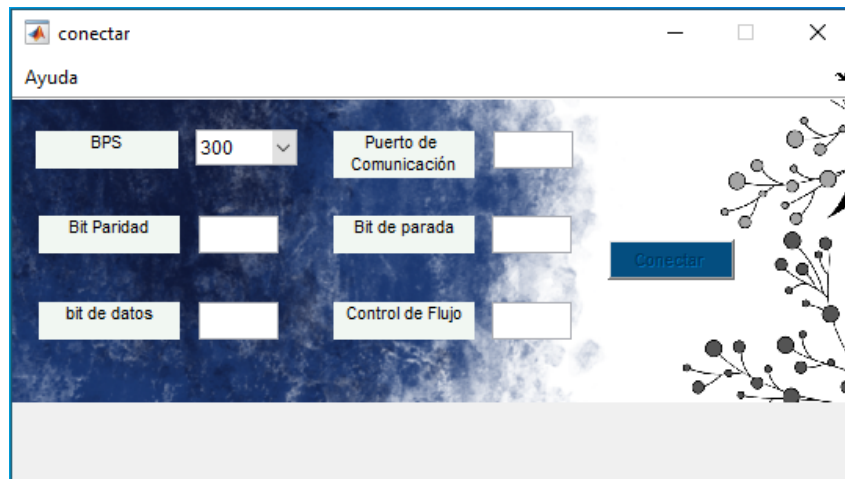 conectar
Ayuda
BPS
300
Puerto de
Comunicación
Bit Paridad
Bit de parada
Conectar
bit de datos
Control de Flujo